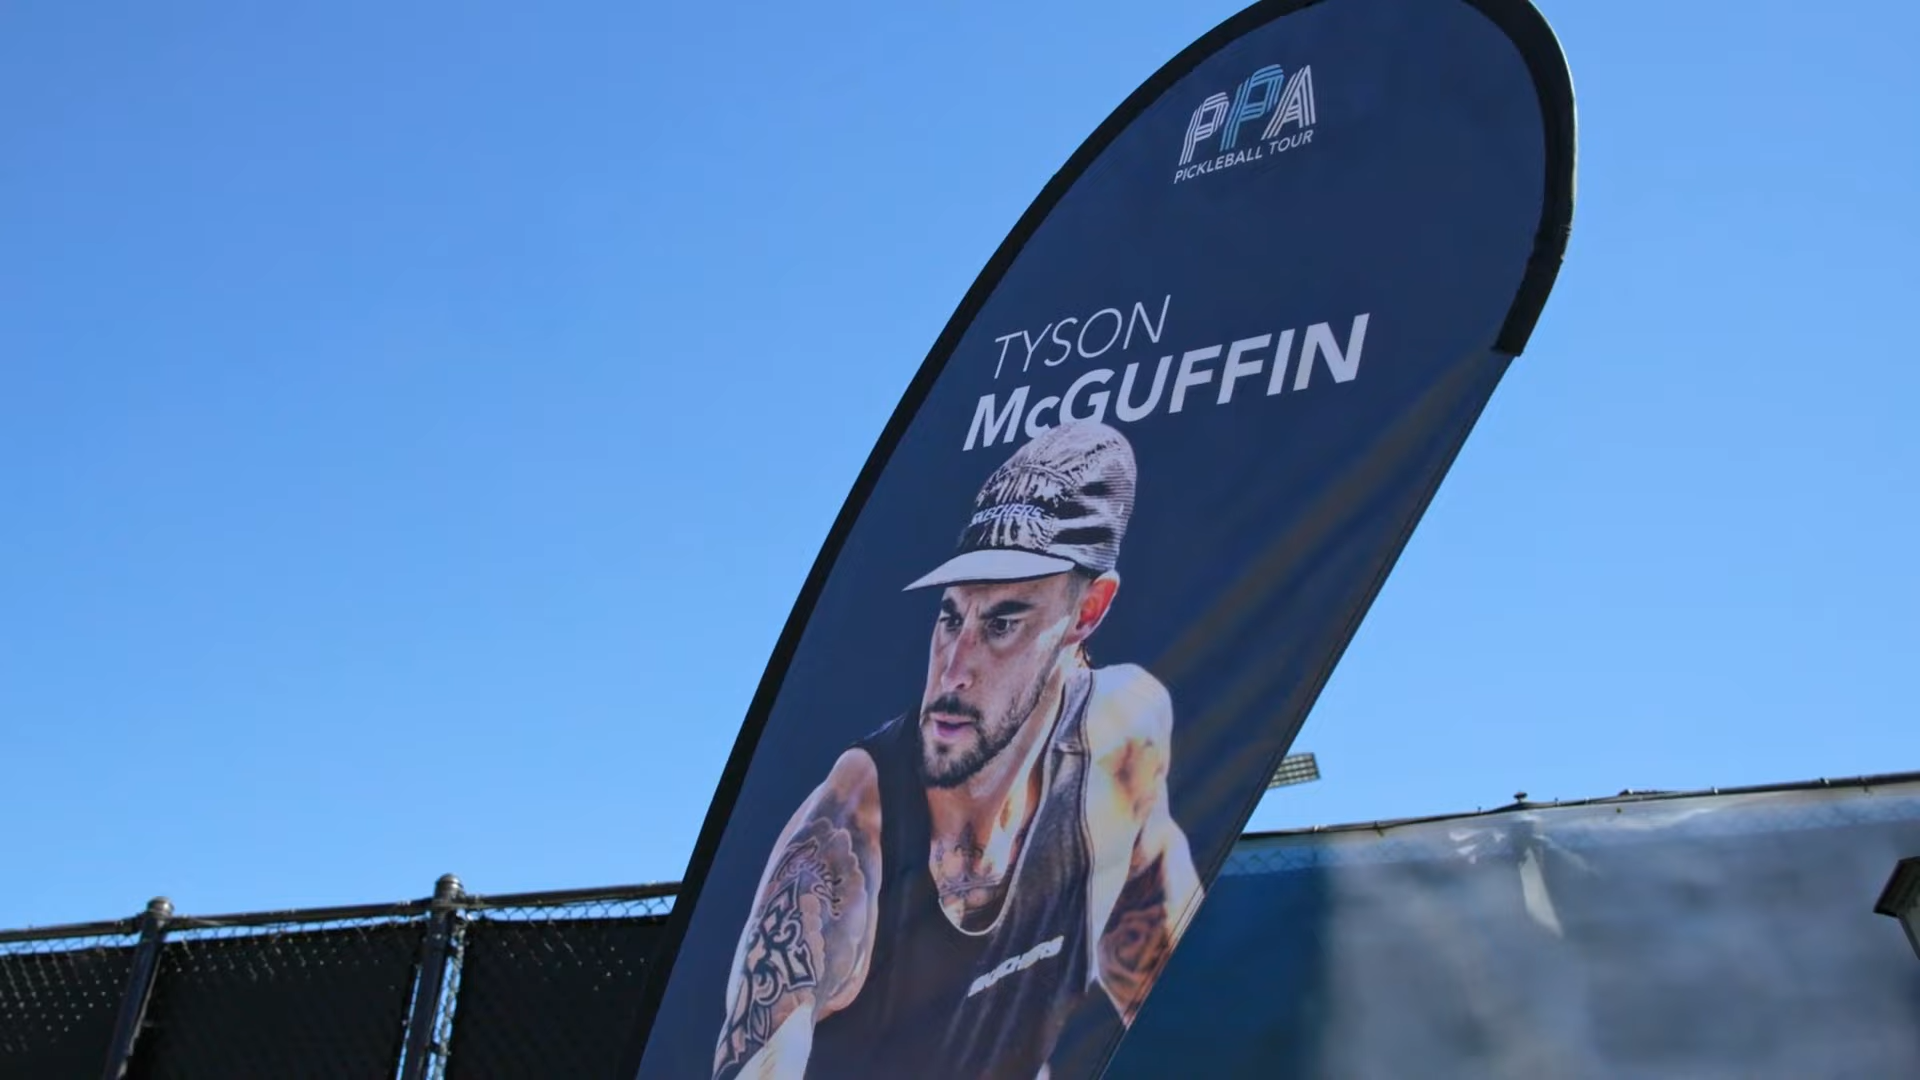 PPA
PICKLEBALL TOUR
TYSON
McGUFFIN
SKECHERS
SKECHERS